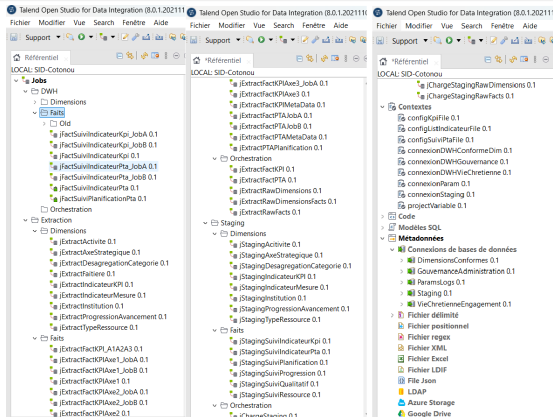 Talend Open Studio for Data Integration (8.0.1.202111
Fichier Modifier Vue Search Fenêtre Aide
Support
Référentiel
LOCAL: SID-Cotonou
Jobs
DWH
Dimensions
Faits
Old
jFactSuiviIndicateurKpi_JobA 0.1
jFactSuiviIndicateurKpi_JobB 0.1
jFactSuiviIndicateurKpi 0.1
jFactSuiviIndicateurPta_JobA 0.1
jFactSuiviIndicateurPta_JobB 0.1
jFactSuiviIndicateurPta 0.1
jFactSuiviPlanificationPta 0.1
Orchestration
Extraction
Dimensions
jExtractActivite 0.1
jExtractAxeStrategique 0.1
jExtractDesagregationCategorie 0.1
jExtractFaitiere 0.1
jExtractIndicateurKPI 0.1
jExtractIndicateurMesure 0.1
jExtractInstitution 0.1
jExtractProgressionAvancement 0.1
jExtractTypeRessource 0.1
Faits
jExtractFactKPI_A1A2A3 0.1
jExtractFactKPIAxe1_JobA 0.1
jExtractFactKPIAxe1_JobB 0.1
jExtractFactKPIAxe1 0.1
jExtractFactKPIAxe2_JobA 0.1
jExtractFactKPIAxe2_JobB 0.1
jExtractFactKPIAxe2 0.1
Talend Open Studio for Data Integration (8.0.1.2021110
Fichier Modifier Vue Search Fenêtre Aide
Support
*Référentiel
LOCAL: SID-Cotonou
jExtractFactKPIAxe3_JobA 0.1
jExtractFactKPIAxe3 0.1
jExtractFactKPIMetaData 0.1
jExtractFactPTAJobA 0.1
jExtractFactPTAJobB 0.1
jExtractFactPTAMetaData 0.1
jExtractPTAPlanification 0.1
Orchestration
jExtractFactKPI 0.1
jExtractFactPTA 0.1
jExtractRawDimensions 0.1
jExtractRawDimensionsFacts 0.1
jExtractRawFacts 0.1
Staging
Dimensions
jStagingAcitivite 0.1
jStagingAxeStrategique 0.1
jStagingDesagregationCategorie 0.1
jStagingIndicateurKPI 0.1
jStagingIndicateurMesure 0.1
jStagingInstitution 0.1
jStagingProgressionAvancement 0.1
jStagingTypeRessource 0.1
Faits
jStagingSuiviIndicateurKpi 0.1
jStagingSuiviIndicateurPta 0.1
jStagingSuiviPlanification 0.1
jStagingSuiviProgression 0.1
jStagingSuiviQualitatif 0.1
jStagingSuiviRessource 0.1
Orchestration
jChargeStaging 0.1
Talend Open Studio for Data Integration (8.0.1.202111
Fichier Modifier Vue Search Fenêtre Aide
Support
*Référentiel
LOCAL: SID-Cotonou
jChargeStagingRawDimensions 0.1
jChargeStagingRawFacts 0.1
Contextes
configKpiFile 0.1
configListIndicateurFile 0.1
configSuiviPtaFile 0.1
connexionDWHConformeDim 0.1
connexionDWHGouvernance 0.1
connexionDWHVieChretienne 0.1
connexionParam 0.1
connexionStaging 0.1
projectVariable 0.1
Code
Modèles SQL
Métadonnées
Connexions de bases de données
DimensionsConformes 0.1
GouvernanceAdministration 0.1
ParamsLogs 0.1
Staging 0.1
VieChretienneEngagement 0.1
Fichier délimité
Fichier positionnel
Fichier regex
Fichier XML
Fichier Excel
Fichier LDIF
File Json
LDAP
Azure Storage
Google Drive